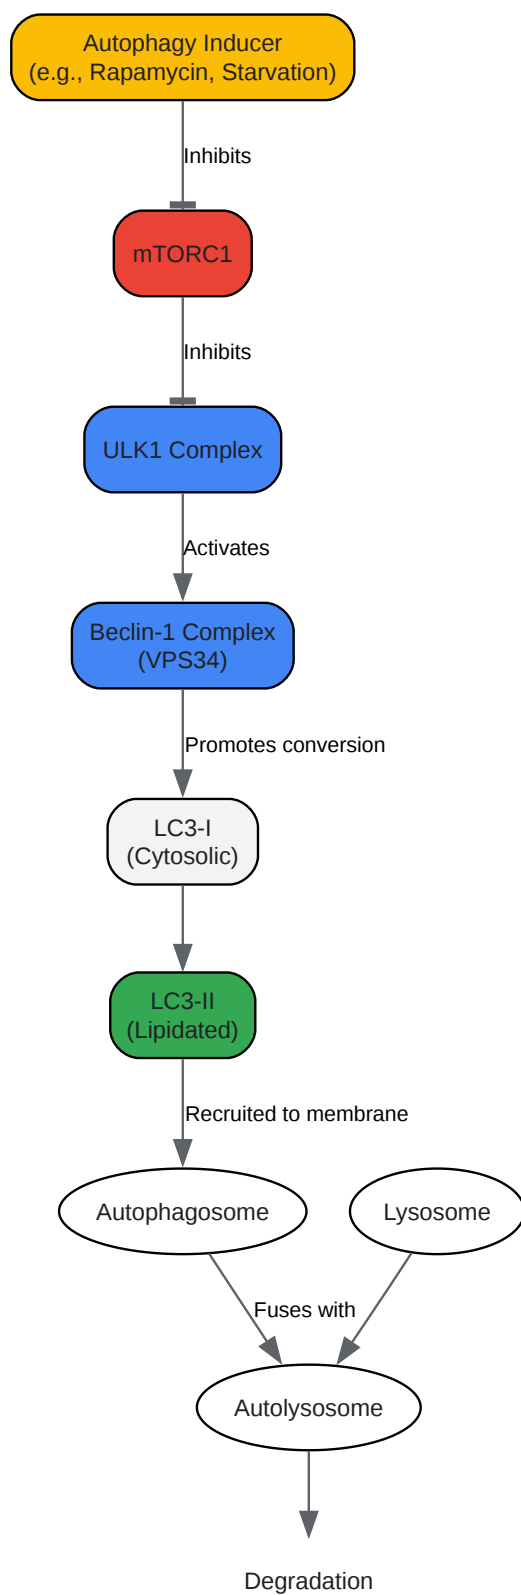 Autophagy Inducer
(e.g., Rapamycin, Starvation)
Inhibits
mTORC1
Inhibits
ULK1 Complex
Activates
Beclin-1 Complex
(VPS34)
Promotes conversion
LC3-I
(Cytosolic)
LC3-II
(Lipidated)
Recruited to membrane
Autophagosome
Lysosome
Fuses with
Autolysosome
Degradation